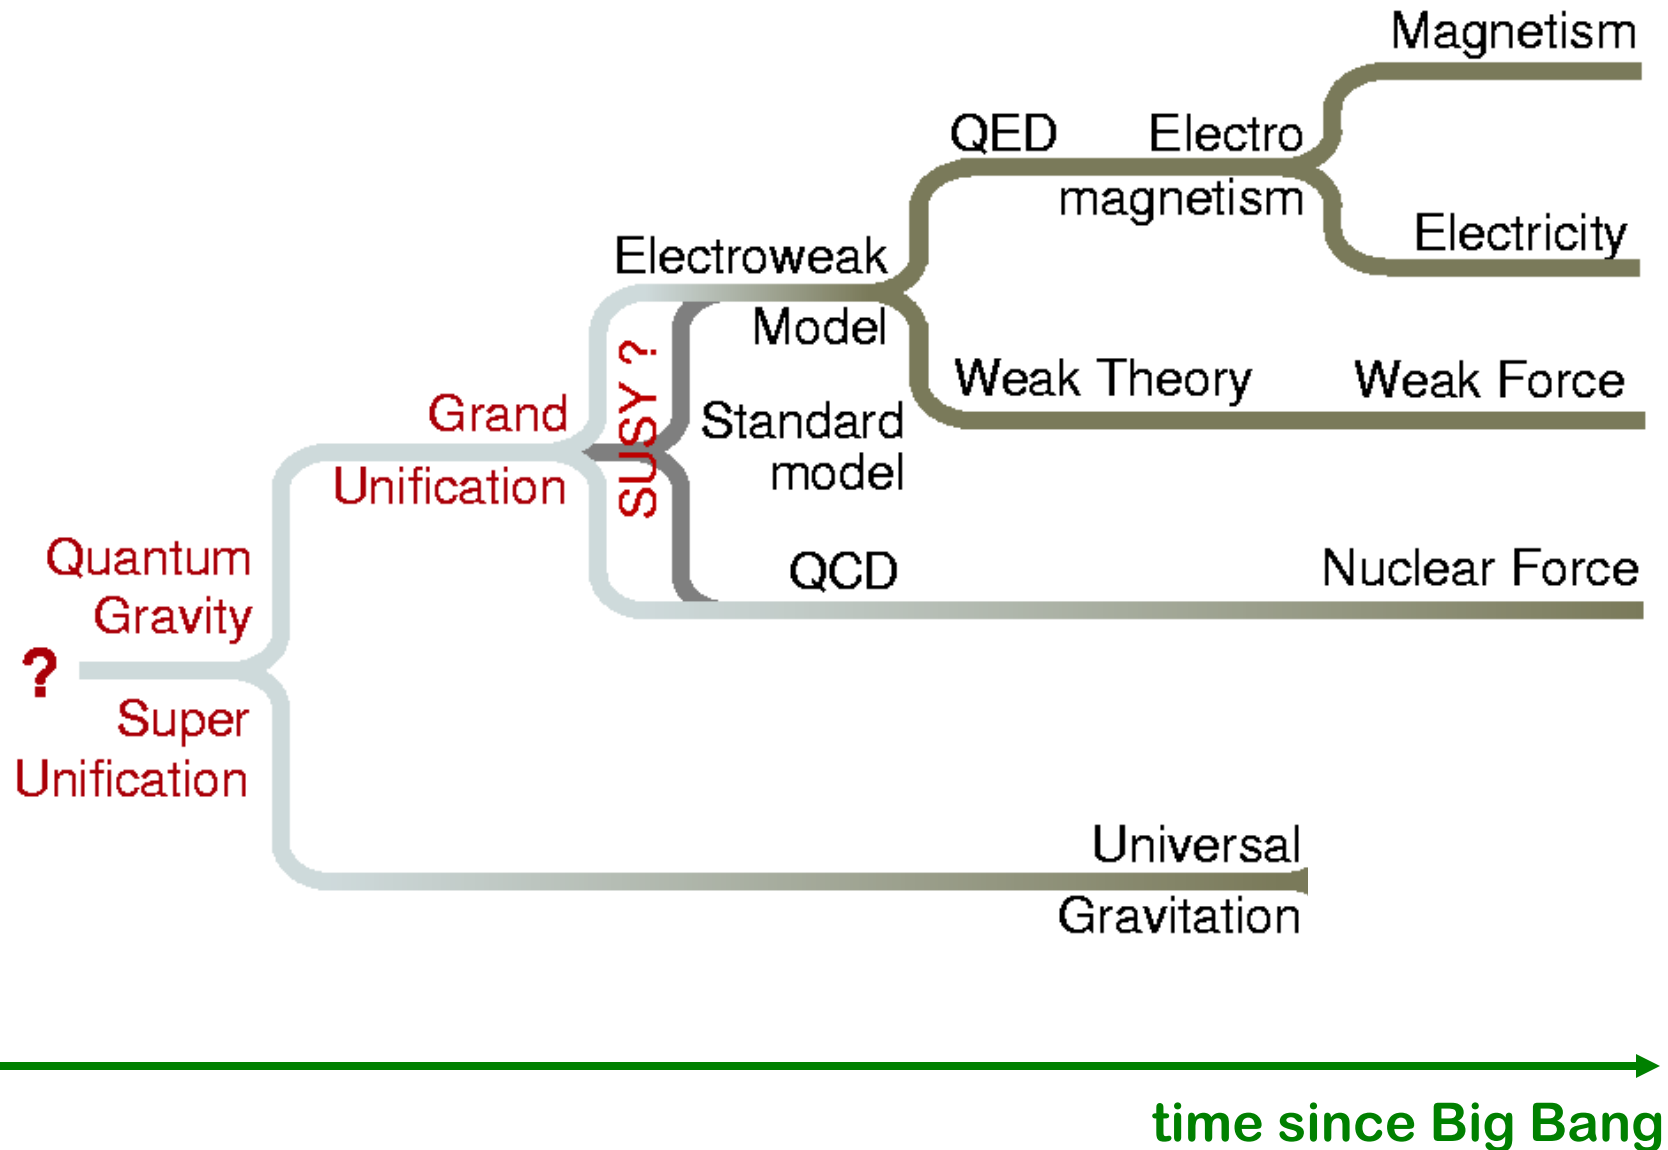 Magnetism
QED
Electro
magnetism
Electricity
Electroweak
Model
Weak Theory
Weak Force
Grand
Unification
SUSY ?
Standard
model
QCD
Nuclear Force
Quantum
Gravity
?
Super
Unification
Universal
Gravitation
time since Big Bang